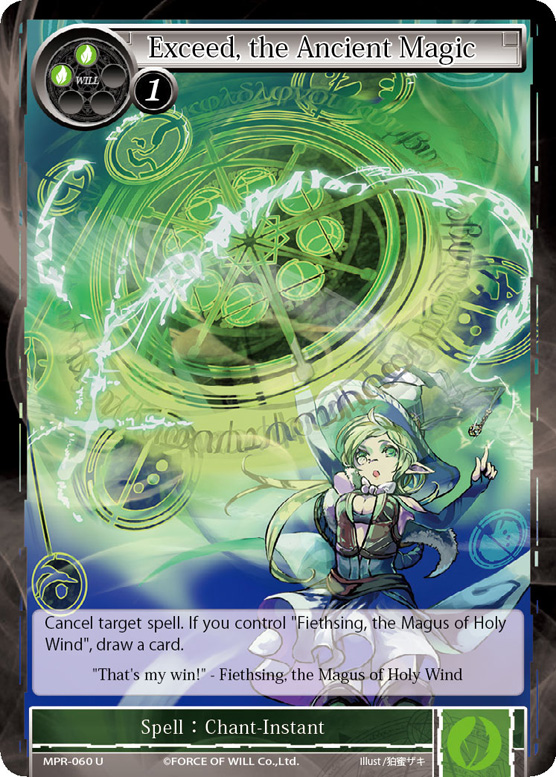 Exceed, the Ancient Magic
WILL
1
Cancel target spell. If you control "Fiethsing, the Magus of Holy
Wind", draw a card.
"That's my win!" - Fiethsing, the Magus of Holy Wind
Spell : Chant-Instant
MPR-060 U ©FORCE OF WILL Co.,Ltd. Illust /狛蜜ザキ